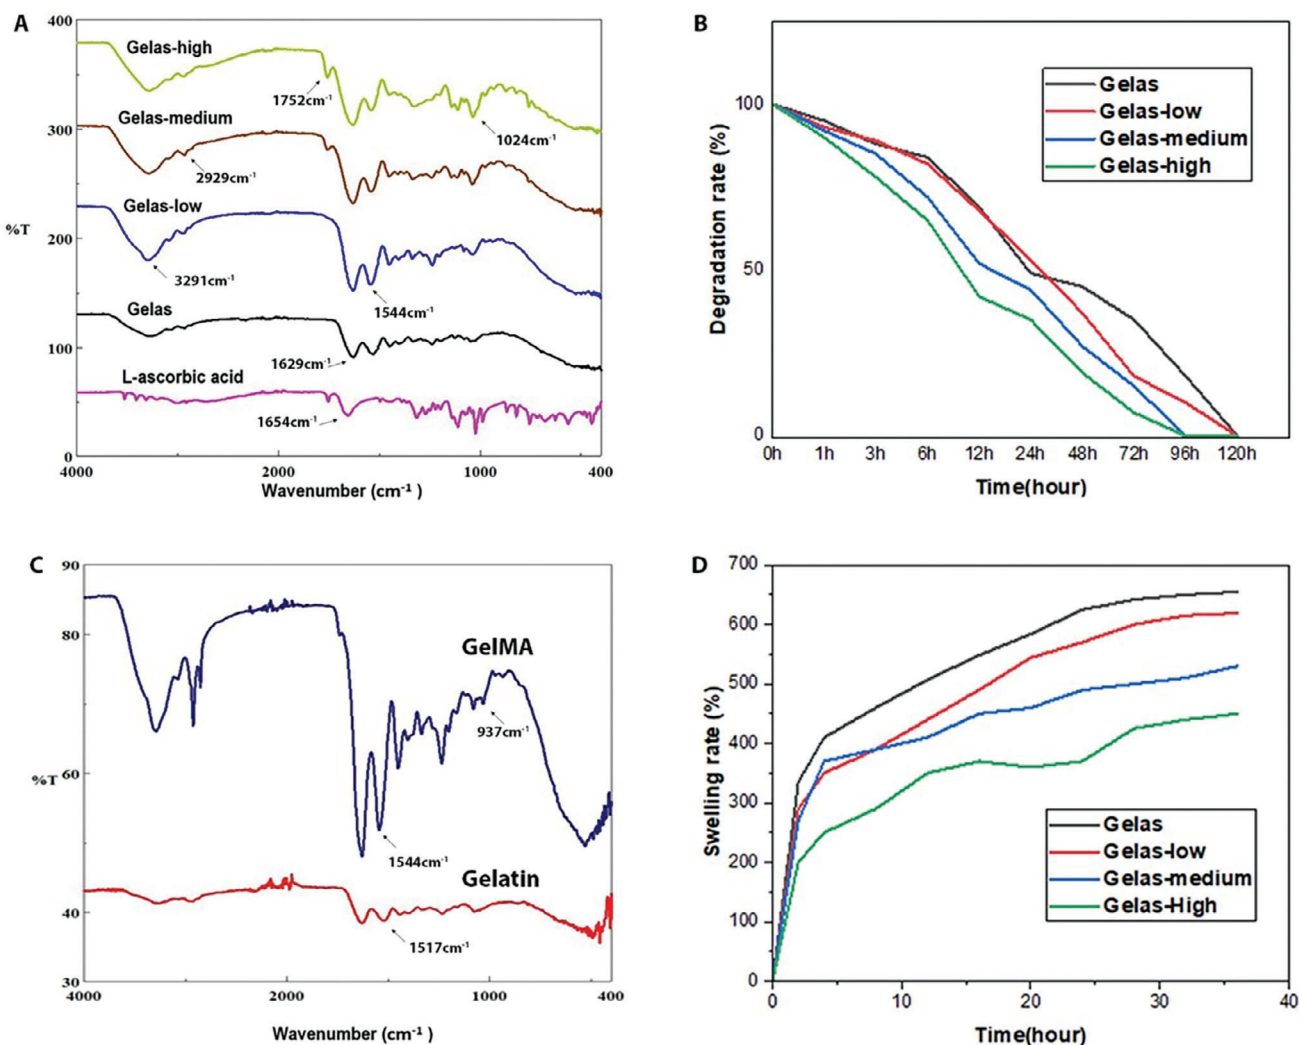 A
400
300
200
100
0
%T
Gelas-high
1752cm-1
1024cm-1
Gelas-medium
2929cm-1
Gelas-low
3291cm-1
1544cm-1
Gelas
1629cm-1
L-ascorbic acid
1654cm-1
4000 2000 1000 400
Wavenumber (cm-1 )
B
Degradation rate (%)
100
50
0
Gelas
Gelas-low
Gelas-medium
Gelas-high
0h 1h 3h 6h 12h 24h 48h 72h 96h 120h
Time(hour)
C
90
80
60
40
30
%T
GelMA
937cm-1
1544cm-1
Gelatin
1517cm-1
4000 2000 1000 400
Wavenumber (cm-1 )
D
Swelling rate (%)
700
600
500
400
300
200
100
0
Gelas
Gelas-low
Gelas-medium
Gelas-High
0 10 20 30 40
Time(hour)